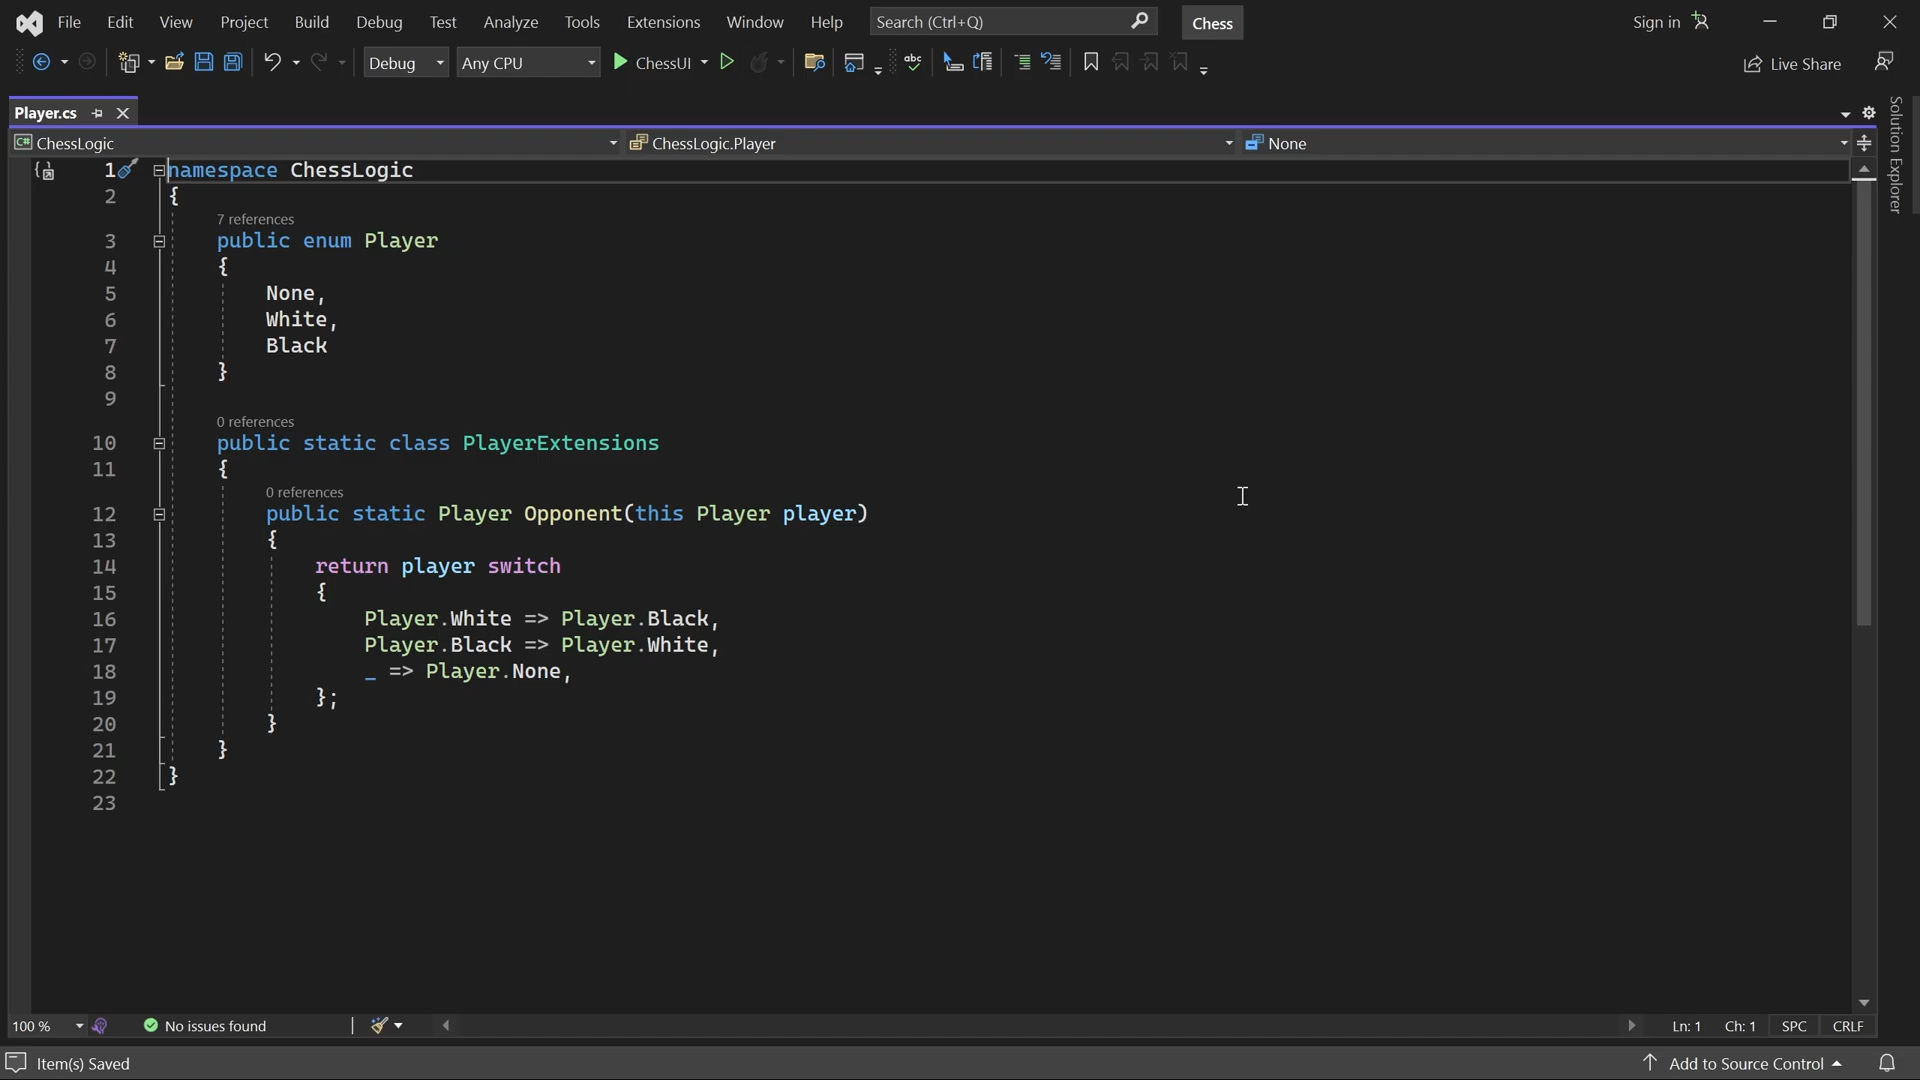 File Edit View Project Build Debug Test Analyze Tools Extensions Window Help Search (Ctrl+Q) Chess Sign in
Debug Any CPU ChessUI Live Share
Player.cs
ChessLogic ChessLogic.Player None
Solution Explorer
1 namespace ChessLogic
2 {
7 references
3 public enum Player
4 {
5 None,
6 White,
7 Black
8 }
9
0 references
10 public static class PlayerExtensions
11 {
0 references
12 public static Player Opponent(this Player player)
13 {
14 return player switch
15 {
16 Player.White => Player.Black,
17 Player.Black => Player.White,
18 _ => Player.None,
19 };
20 }
21 }
22 }
23
100 % No issues found Ln: 1 Ch: 1 SPC CRLF
Item(s) Saved Add to Source Control